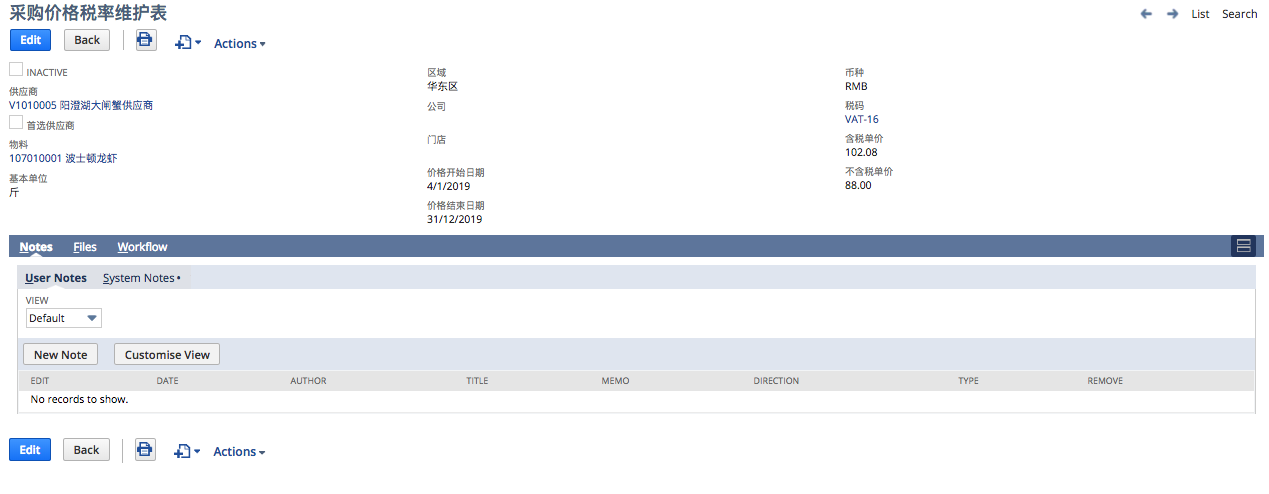 采购价格税率维护表
List
Search
Edit
Back
Actions
INACTIVE
供应商
V1010005 阳澄湖大闸蟹供应商
首选供应商
物料
107010001 波士顿龙虾
基本单位
斤
区域
华东区
公司
门店
价格开始日期
4/1/2019
价格结束日期
31/12/2019
币种
RMB
税码
VAT-16
含税单价
102.08
不含税单价
88.00
Notes
Files
Workflow
User Notes
System Notes •
VIEW
Default
New Note
Customise View
EDIT DATE AUTHOR TITLE MEMO DIRECTION TYPE REMOVE
No records to show.
Edit
Back
Actions